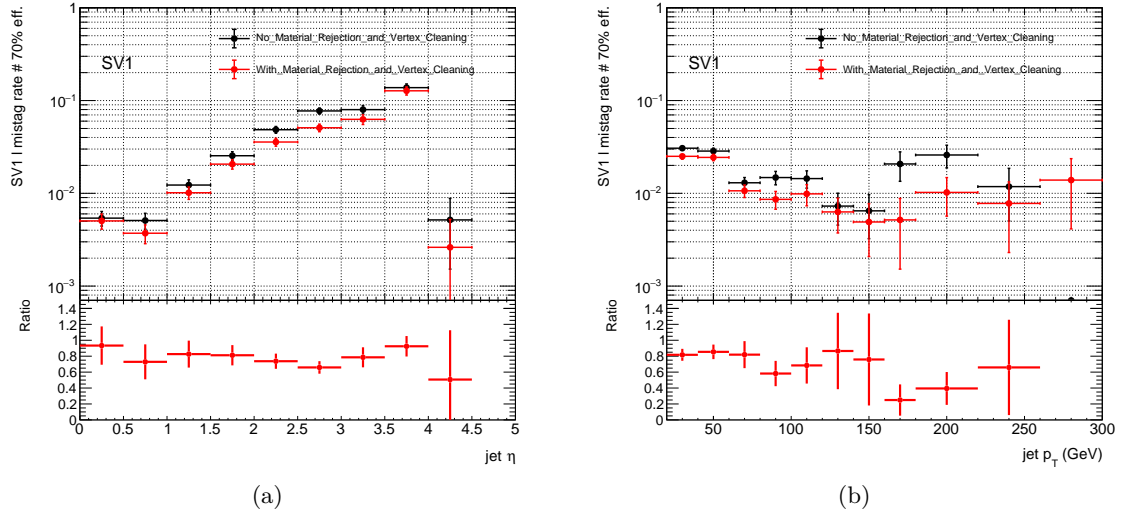 SV1 l mistag rate # 70% eff.
1
No_Material_Rejection_and_Vertex_Cleaning
With_Material_Rejection_and_Vertex_Cleaning
SV1
10⁻¹
10⁻²
10⁻³
Ratio
1.4
1.2
1
0.8
0.6
0.4
0.2
0
0 0.5 1 1.5 2 2.5 3 3.5 4 4.5 5
jet η
(a)
SV1 l mistag rate # 70% eff.
1
No_Material_Rejection_and_Vertex_Cleaning
With_Material_Rejection_and_Vertex_Cleaning
SV1
10⁻¹
10⁻²
10⁻³
Ratio
1.4
1.2
1
0.8
0.6
0.4
0.2
0
50 100 150 200 250 300
jet p_T (GeV)
(b)